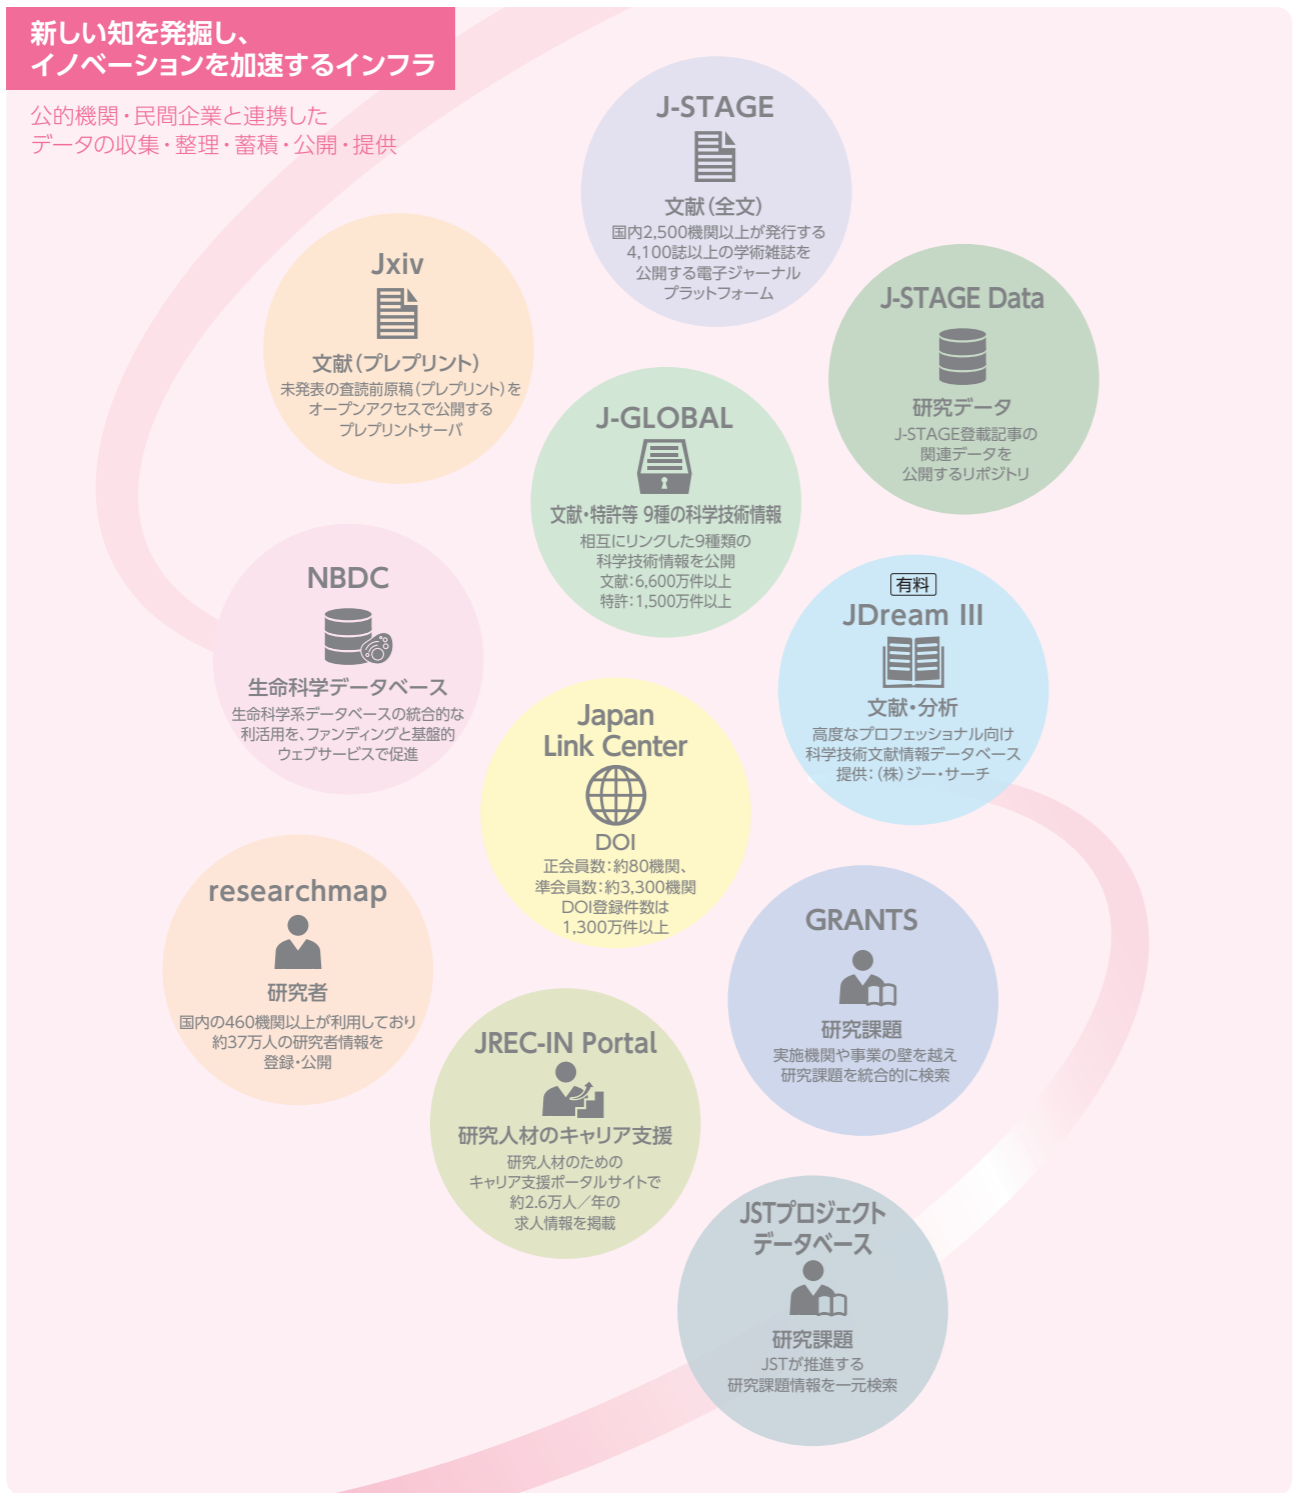 新しい知を発掘し、
イノベーションを加速するインフラ
公的機関・民間企業と連携した
データの収集・整理・蓄積・公開・提供
J-STAGE
文献（全文）
国内2,500機関以上が発行する
4,100誌以上の学術雑誌を
公開する電子ジャーナル
プラットフォーム
Jxiv
文献（プレプリント）
未発表の査読前原稿（プレプリント）を
オープンアクセスで公開する
プレプリントサーバ
J-STAGE Data
研究データ
J-STAGE登載記事の
関連データを
公開するリポジトリ
J-GLOBAL
文献・特許等 9種の科学技術情報
相互にリンクした9種類の
科学技術情報を公開
文献：6,600万件以上
特許：1,500万件以上
NBDC
生命科学データベース
生命科学系データベースの統合的な
利活用を、ファンディングと基盤的
ウェブサービスで促進
有料
JDream III
文献・分析
高度なプロフェッショナル向け
科学技術文献情報データベース
提供：（株）ジー・サーチ
Japan
Link Center
DOI
正会員数：約80機関、
準会員数：約3,300機関
DOI登録件数は
1,300万件以上
researchmap
研究者
国内の460機関以上が利用しており
約37万人の研究者情報を
登録・公開
GRANTS
研究課題
実施機関や事業の壁を越え
研究課題を統合的に検索
JREC-IN Portal
研究人材のキャリア支援
研究人材のための
キャリア支援ポータルサイトで
約2.6万人／年の
求人情報を掲載
JSTプロジェクト
データベース
研究課題
JSTが推進する
研究課題情報を一元検索